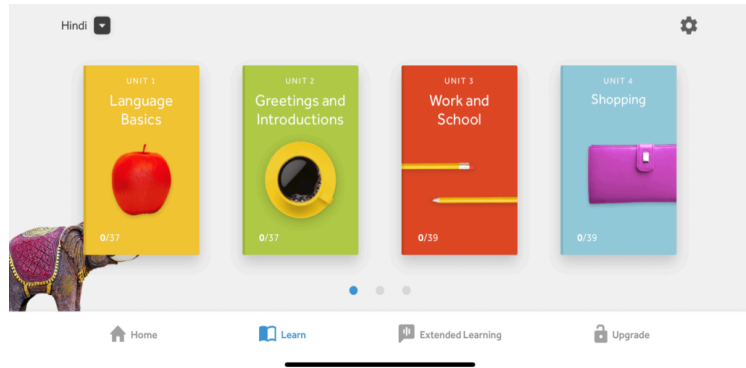 Hindi
UNIT 1
Language
Basics
0/37
UNIT 2
Greetings and
Introductions
0/37
UNIT 3
Work and
School
0/39
UNIT 4
Shopping
0/39
Home
Learn
Extended Learning
Upgrade